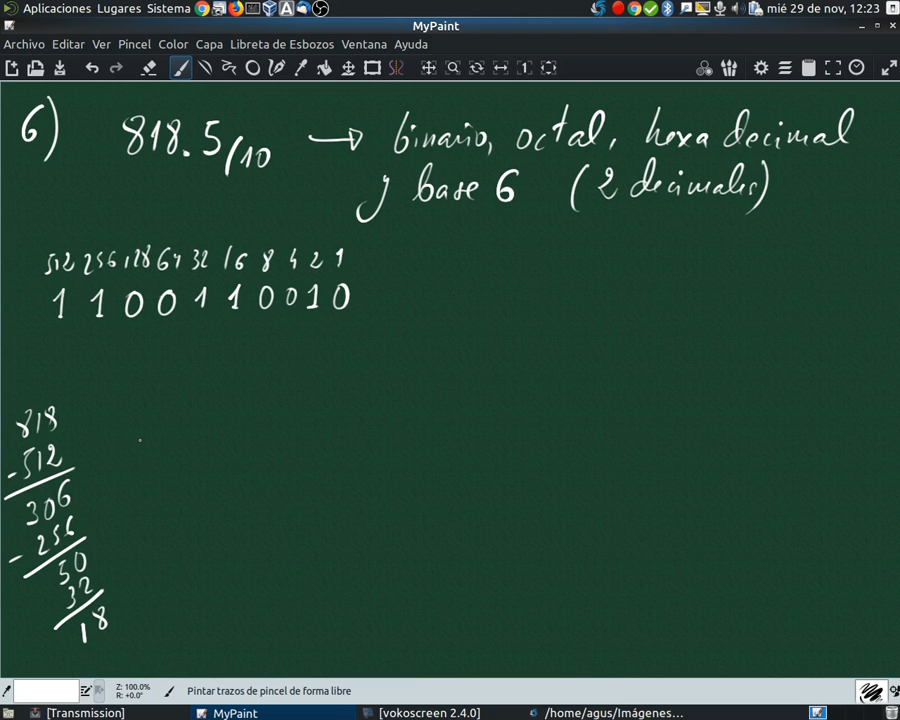 Aplicaciones Lugares Sistema mié 29 de nov, 12:23
MyPaint
Archivo Editar Ver Pincel Color Capa Libreta de Esbozos Ventana Ayuda
6) 818.5/10 → binario, octal, hexadecimal
y base 6 (2 decimales)
512 256 128 64 32 16 8 4 2 1
1 1 0 0 1 1 0 0 1 0
818
-512
306
-256
50
32
18
Z: 100.0%
R: +0.0°
Pintar trazos de pincel de forma libre
[Transmission] MyPaint [vokoscreen 2.4.0] /home/agus/Imágenes...